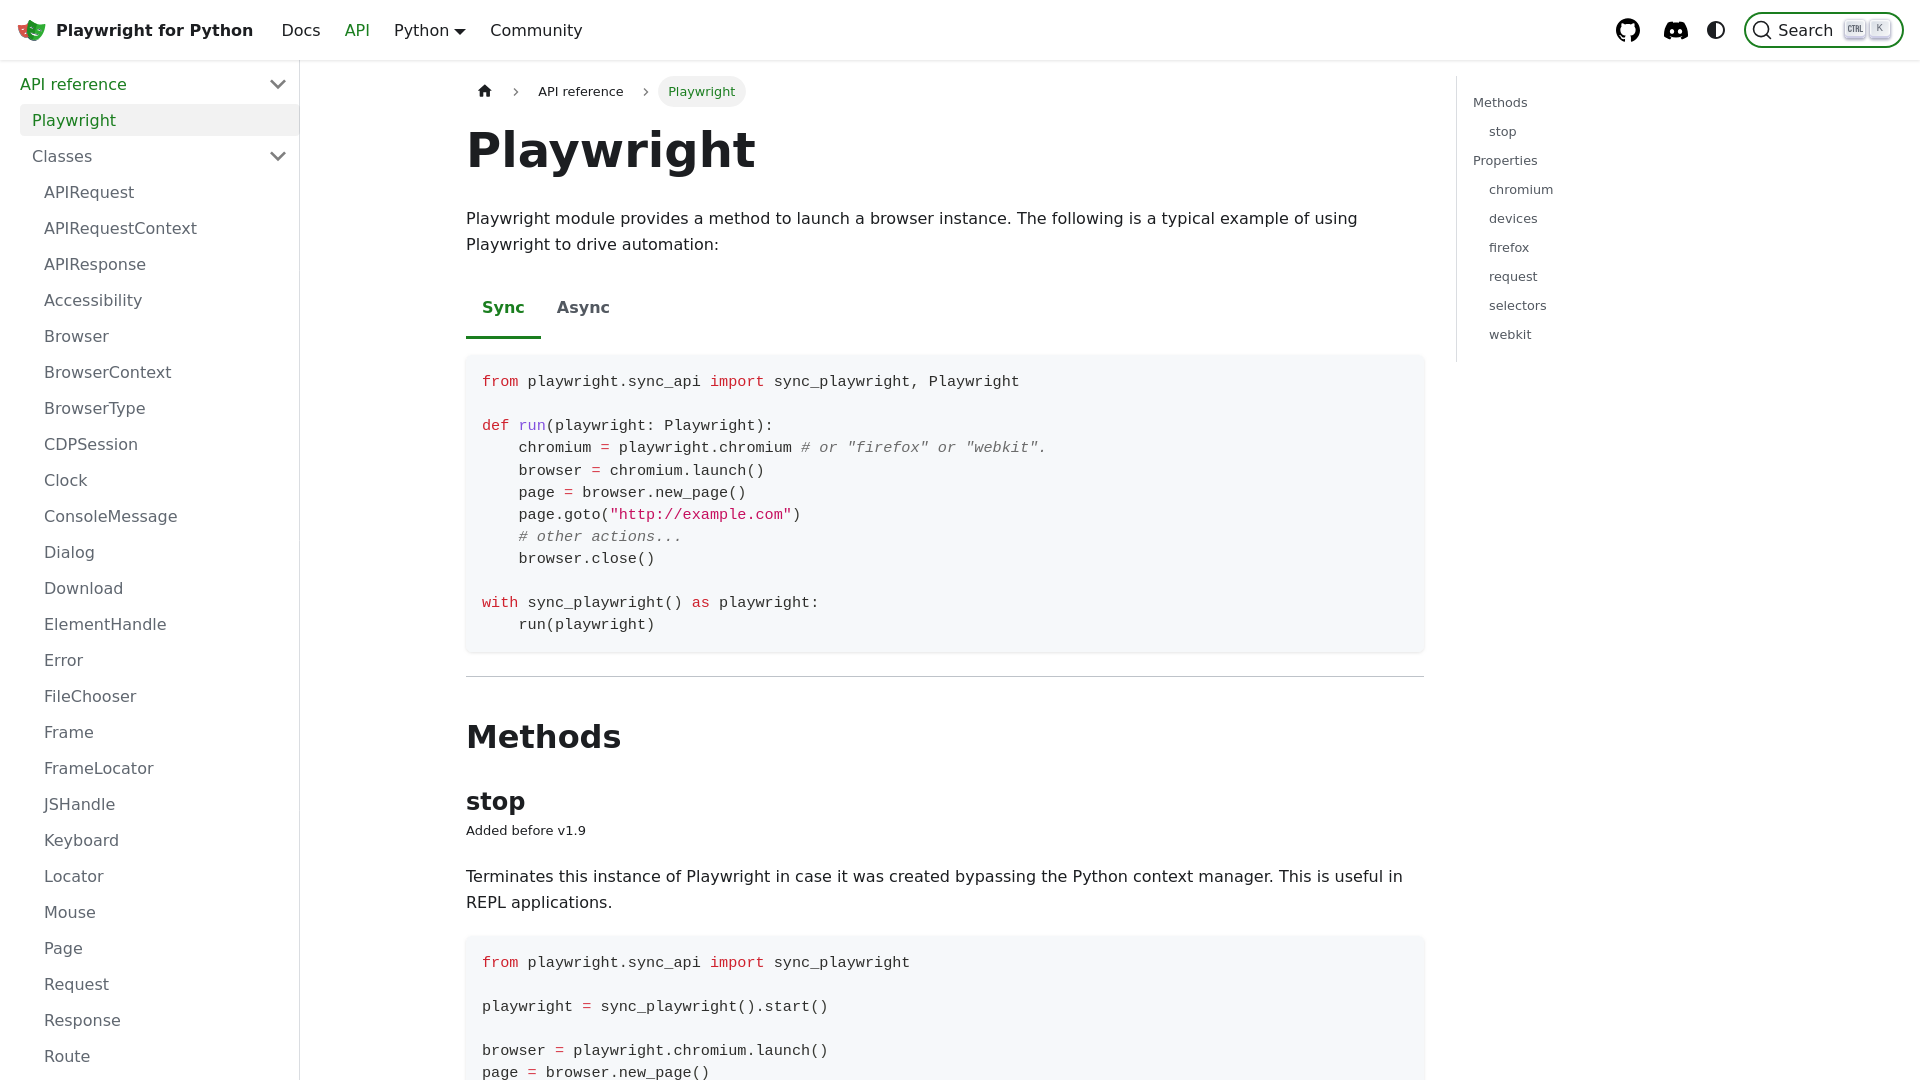 Playwright for Python Docs API Python Community Search CTRL K
API reference
Playwright
Classes
APIRequest
APIRequestContext
APIResponse
Accessibility
Browser
BrowserContext
BrowserType
CDPSession
Clock
ConsoleMessage
Dialog
Download
ElementHandle
Error
FileChooser
Frame
FrameLocator
JSHandle
Keyboard
Locator
Mouse
Page
Request
Response
Route
API reference Playwright
Playwright
Playwright module provides a method to launch a browser instance. The following is a typical example of using
Playwright to drive automation:
Sync Async
from playwright.sync_api import sync_playwright, Playwright
def run(playwright: Playwright):
    chromium = playwright.chromium # or "firefox" or "webkit".
    browser = chromium.launch()
    page = browser.new_page()
    page.goto("http://example.com")
    # other actions...
    browser.close()
with sync_playwright() as playwright:
    run(playwright)
Methods
stop
Added before v1.9
Terminates this instance of Playwright in case it was created bypassing the Python context manager. This is useful in
REPL applications.
from playwright.sync_api import sync_playwright
playwright = sync_playwright().start()
browser = playwright.chromium.launch()
page = browser.new_page()
Methods
stop
Properties
chromium
devices
firefox
request
selectors
webkit